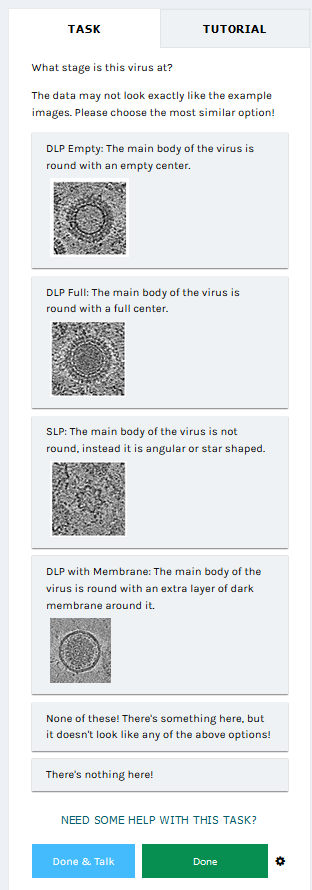 TASK
TUTORIAL
What stage is this virus at?
The data may not look exactly like the example
images. Please choose the most similar option!
DLP Empty: The main body of the virus is
round with an empty center.
DLP Full: The main body of the virus is
round with a full center.
SLP: The main body of the virus is not
round, instead it is angular or star shaped.
DLP with Membrane: The main body of the
virus is round with an extra layer of dark
membrane around it.
None of these! There's something here, but
it doesn't look like any of the above options!
There's nothing here!
NEED SOME HELP WITH THIS TASK?
Done & Talk
Done